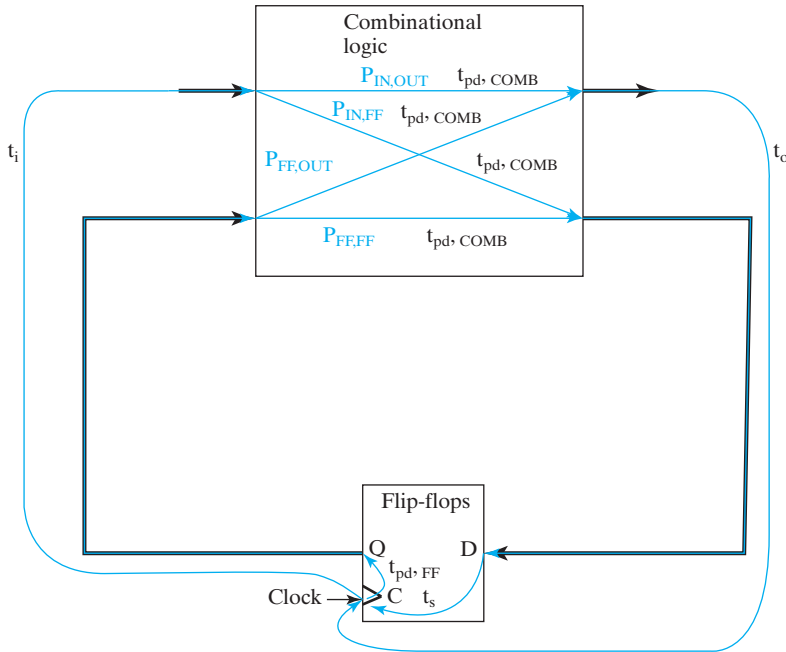 Combinational
logic
P_IN,OUT t_pd, COMB
P_IN,FF t_pd, COMB
t_i
t_o
P_FF,OUT
t_pd, COMB
P_FF,FF t_pd, COMB
Flip-flops
Q D
t_pd, FF
Clock C t_s